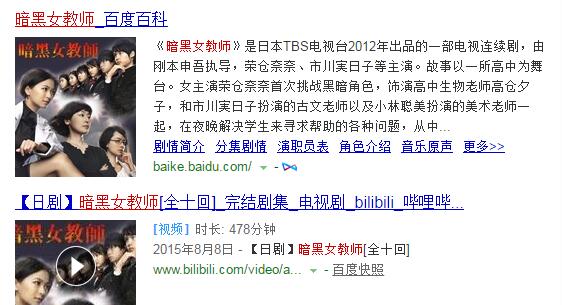 暗黑女教师_百度百科
暗黑女教師
《暗黑女教师》是日本TBS电视台2012年出品的一部电视连续剧，由
刚本申吾执导，荣仓奈奈、市川実日子等主演。故事以一所高中为舞
台。女主演荣仓奈奈首次挑战黑暗角色，饰演高中生物老师高仓夕
子，和市川実日子扮演的古文老师以及小林聪美扮演的美术老师一
起，在夜晚解决学生来寻求帮助的各种问题，从中...
剧情简介 分集剧情 演职员表 角色介绍 音乐原声 更多>>
baike.baidu.com/ -
【日剧】暗黑女教师[全十回]_完结剧集_电视剧_bilibili_哔哩哔...
暗黑女教師
[视频] 时长: 478分钟
2015年8月8日 - 【日剧】暗黑女教师[全十回]
www.bilibili.com/video/a... - 百度快照